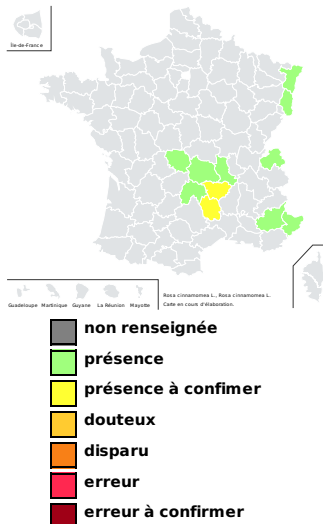 Île-de-France
Guadeloupe Martinique Guyane La Réunion Mayotte
Rosa cinnamomea L., Rosa cinnamomea L.
Carte en cours d'élaboration.
non renseignée
présence
présence à confimer
douteux
disparu
erreur
erreur à confirmer